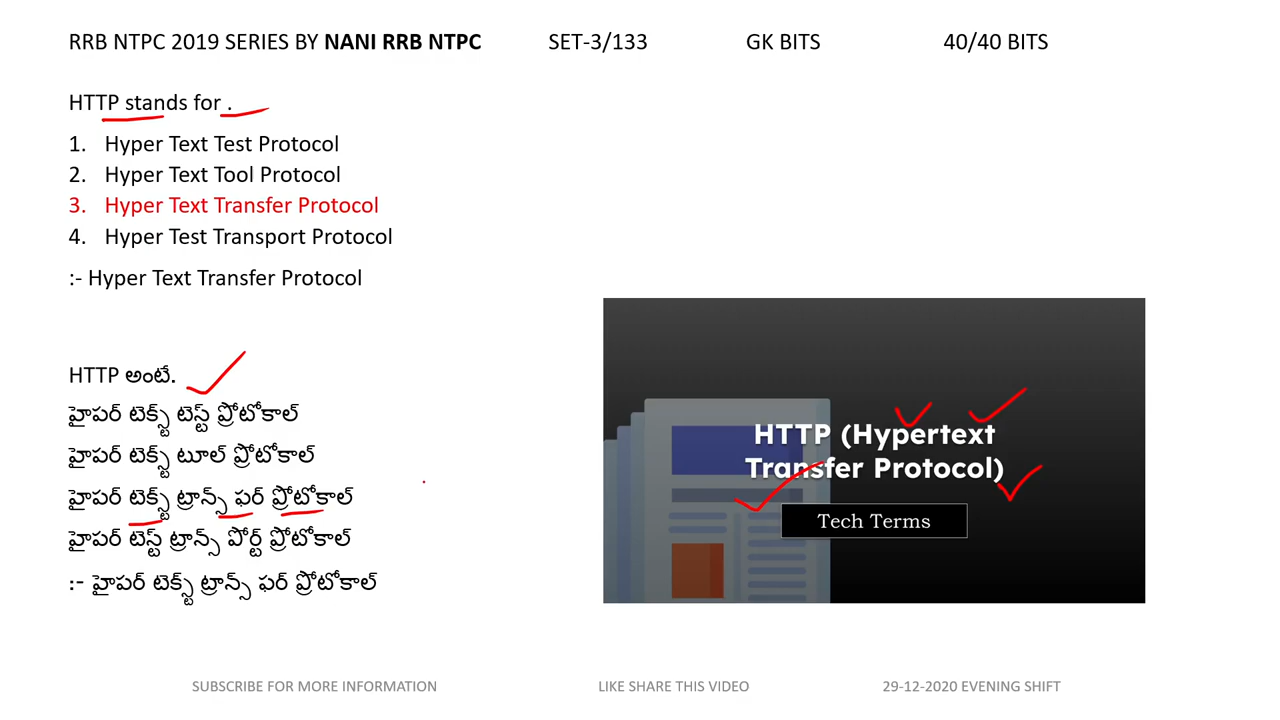 RRB NTPC 2019 SERIES BY NANI RRB NTPC SET-3/133 GK BITS 40/40 BITS
HTTP stands for .
1. Hyper Text Test Protocol
2. Hyper Text Tool Protocol
3. Hyper Text Transfer Protocol
4. Hyper Test Transport Protocol
:- Hyper Text Transfer Protocol
HTTP అంటే.
హైపర్ టెక్స్ట్ టెస్ట్ ప్రోటోకాల్
హైపర్ టెక్స్ట్ టూల్ ప్రోటోకాల్
హైపర్ టెక్స్ట్ ట్రాన్స్ ఫర్ ప్రోటోకాల్
హైపర్ టెస్ట్ ట్రాన్స్ పోర్ట్ ప్రోటోకాల్
:- హైపర్ టెక్స్ట్ ట్రాన్స్ ఫర్ ప్రోటోకాల్
HTTP (Hypertext
Transfer Protocol)
Tech Terms
SUBSCRIBE FOR MORE INFORMATION LIKE SHARE THIS VIDEO 29-12-2020 EVENING SHIFT